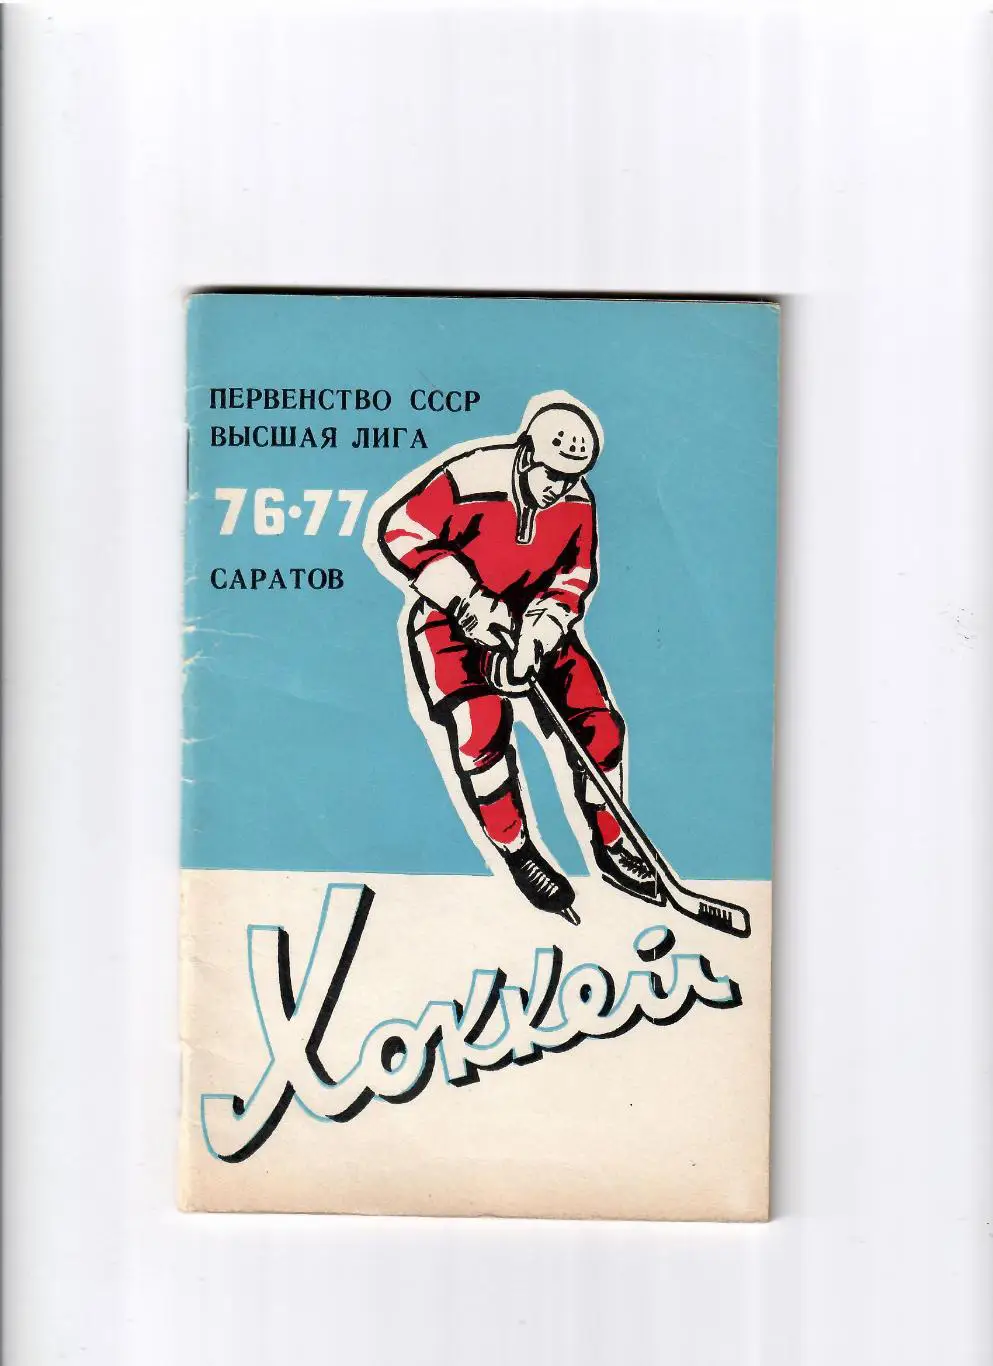 ПЕРВЕНСТВО СССР
ВЫСШАЯ ЛИГА
76•77
САРАТОВ
Хоккей